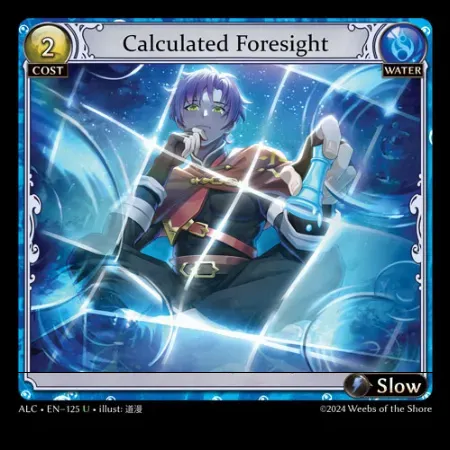 2
Calculated Foresight
COST
WATER
Slow
ALC • EN-125 U • illust: 道漫
©2024 Weebs of the Shore